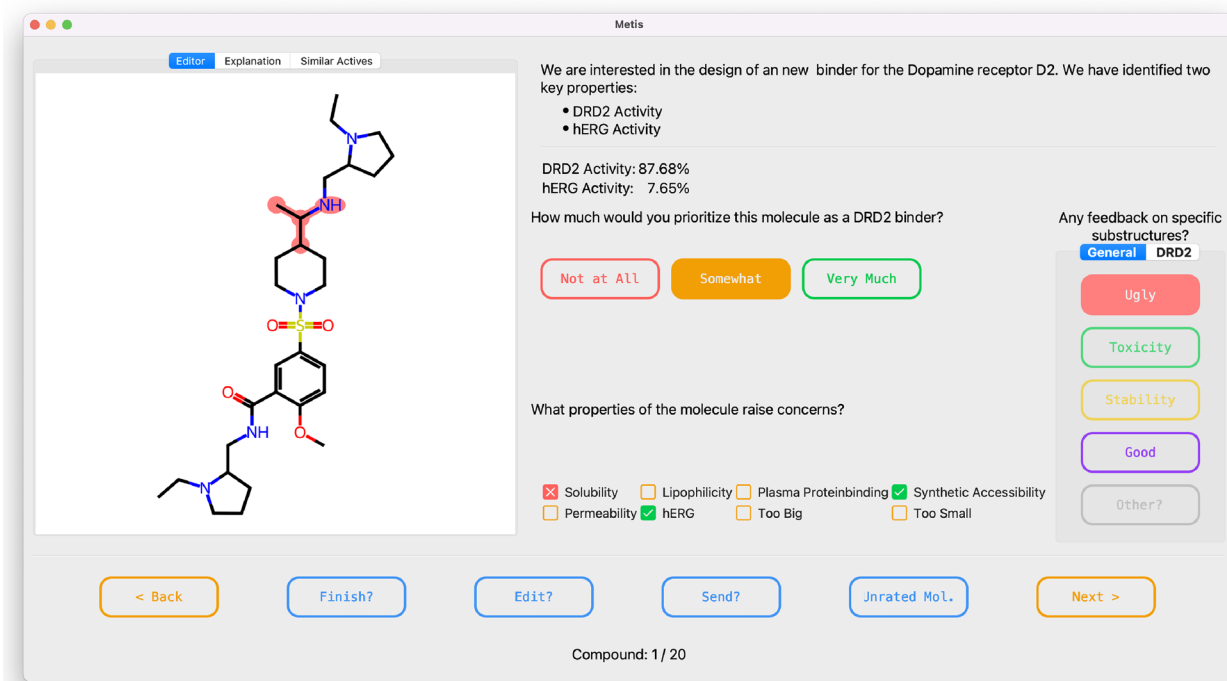 Metis
Editor Explanation Similar Actives
We are interested in the design of an new binder for the Dopamine receptor D2. We have identified two
key properties:
• DRD2 Activity
• hERG Activity
DRD2 Activity: 87.68%
hERG Activity: 7.65%
How much would you prioritize this molecule as a DRD2 binder?
Not at All Somewhat Very Much
Any feedback on specific
substructures?
General DRD2
Ugly
Toxicity
Stability
Good
Other?
What properties of the molecule raise concerns?
Solubility Lipophilicity Plasma Proteinbinding Synthetic Accessibility
Permeability hERG Too Big Too Small
N
NH
N
O S O
O
NH O
N
< Back Finish? Edit? Send? Jnrated Mol. Next >
Compound: 1 / 20